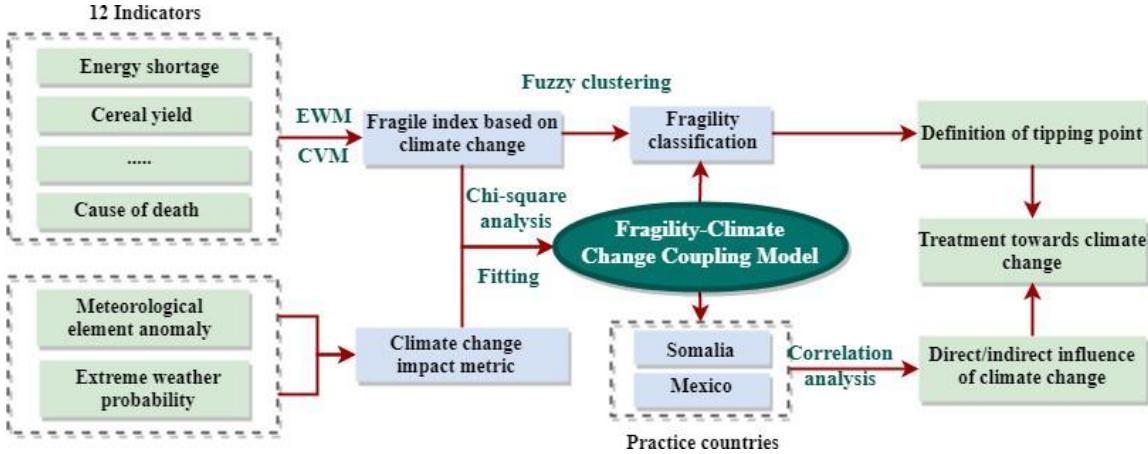 12 Indicators
Energy shortage
Cereal yield
.....
Cause of death
EWM
CVM
Fragile index based on
climate change
Fuzzy clustering
Fragility
classification
Definition of tipping point
Chi-square
analysis
Fitting
Fragility-Climate
Change Coupling Model
Treatment towards climate
change
Meteorological
element anomaly
Extreme weather
probability
Climate change
impact metric
Somalia
Mexico
Practice countries
Correlation
analysis
Direct/indirect influence
of climate change